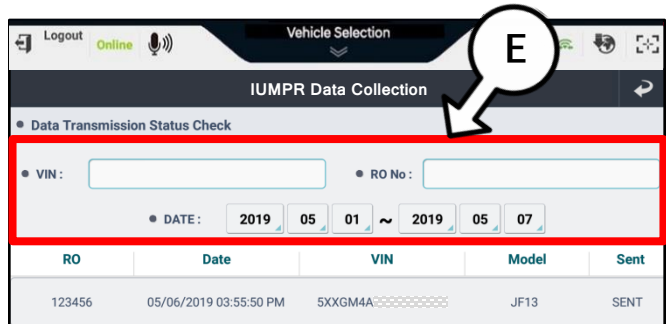 Logout Online Vehicle Selection
E
IUMPR Data Collection
Data Transmission Status Check
VIN : RO No :
DATE : 2019 05 01 ~ 2019 05 07
RO Date VIN Model Sent
123456 05/06/2019 03:55:50 PM 5XXGM4A JF13 SENT